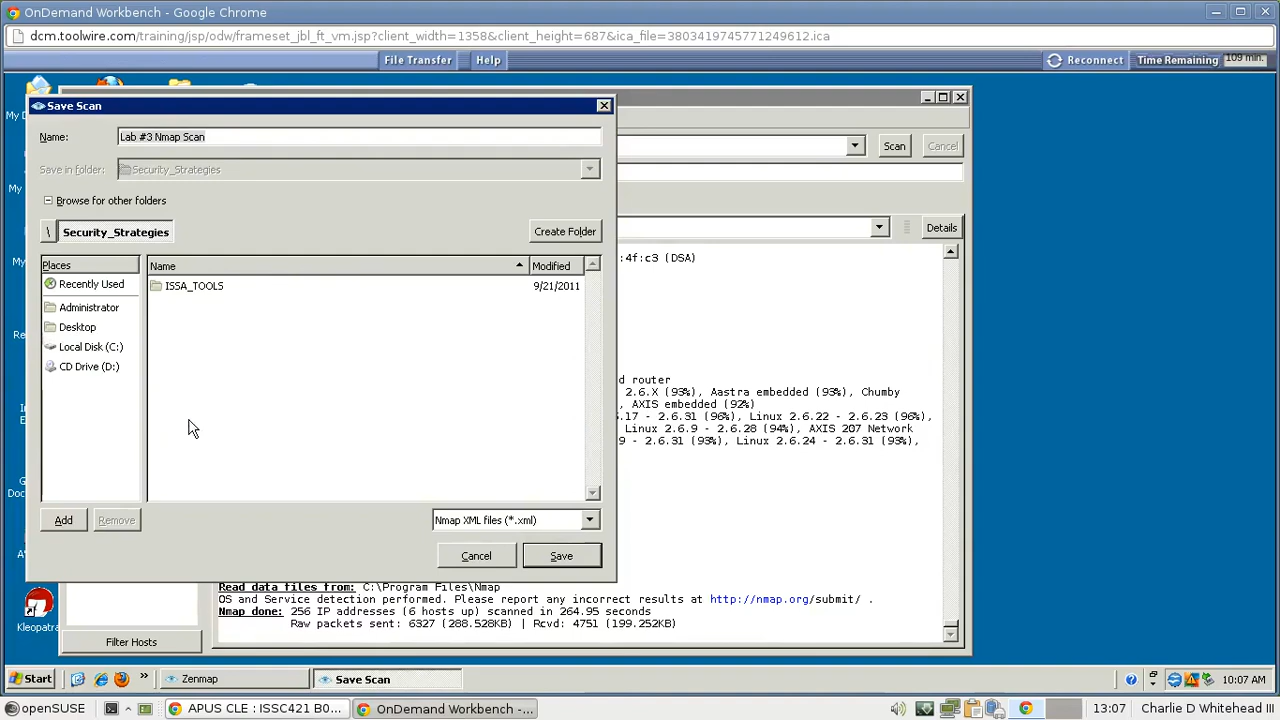 OnDemand Workbench - Google Chrome
dcm.toolwire.com/training/jsp/odw/frameset_jbl_ft_vm.jsp?client_width=1358&client_height=687&ica_file=3803419745771249612.ica
File Transfer Help Reconnect Time Remaining 109 min.
My D
Save Scan
Name: Lab #3 Nmap Scan
Scan Cancel
Save in folder: Security_Strategies
My
Browse for other folders
\ Security_Strategies Create Folder
Details
My
Places Name Modified
:4f:c3 (DSA)
Recently Used ISSA_TOOLS 9/21/2011
Administrator
Desktop
Re
Local Disk (C:)
CD Drive (D:)
d router
2.6.X (93%), Aastra embedded (93%), Chumby
, AXIS embedded (92%)
In
.17 - 2.6.31 (96%), Linux 2.6.22 - 2.6.23 (96%),
E
Linux 2.6.9 - 2.6.28 (94%), AXIS 207 Network
9 - 2.6.31 (93%), Linux 2.6.24 - 2.6.31 (93%),
G
Doc
Add Remove Nmap XML files (*.xml)
Cancel Save
A
Read data files from: C:\Program Files\Nmap
OS and Service detection performed. Please report any incorrect results at http://nmap.org/submit/ .
Nmap done: 256 IP addresses (6 hosts up) scanned in 264.95 seconds
Raw packets sent: 6327 (288.528KB) | Rcvd: 4751 (199.252KB)
Kleopatr
Filter Hosts
Start » Zenmap Save Scan ? » 10:07 AM
openSUSE APUS CLE : ISSC421 B0... OnDemand Workbench -... 13:07 Charlie D Whitehead III